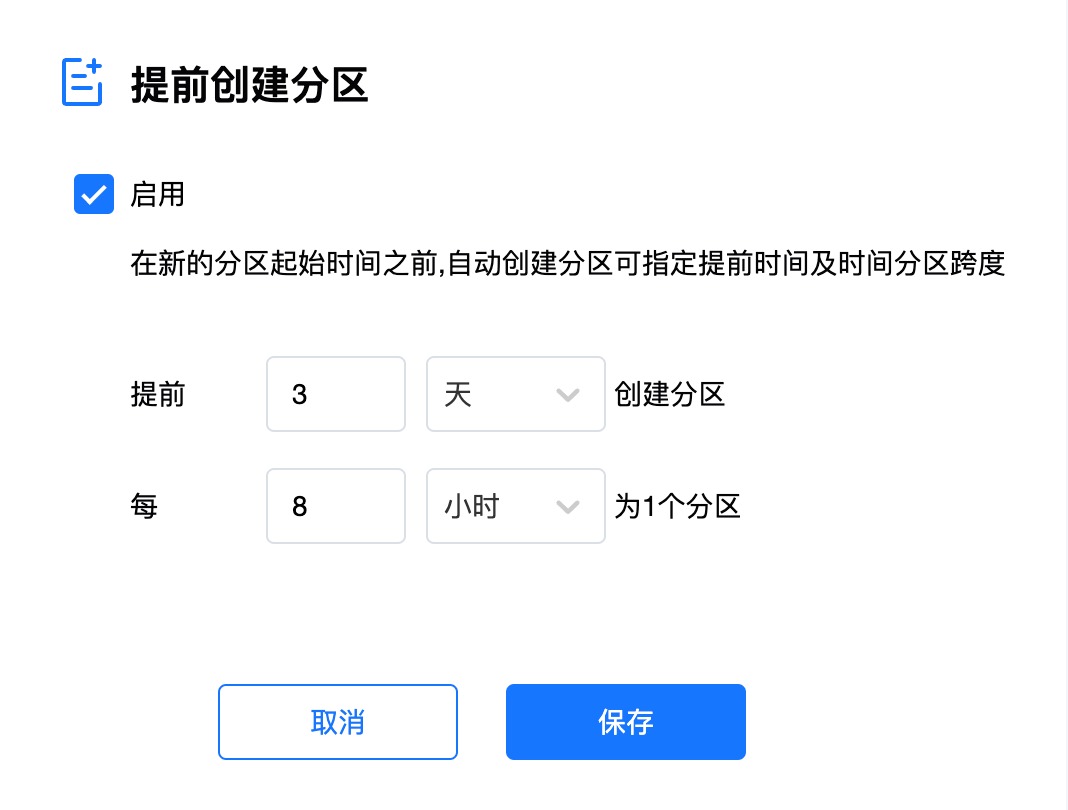 提前创建分区
启用
在新的分区起始时间之前,自动创建分区可指定提前时间及时间分区跨度
提前 3 天 创建分区
每 8 小时 为1个分区
取消 保存